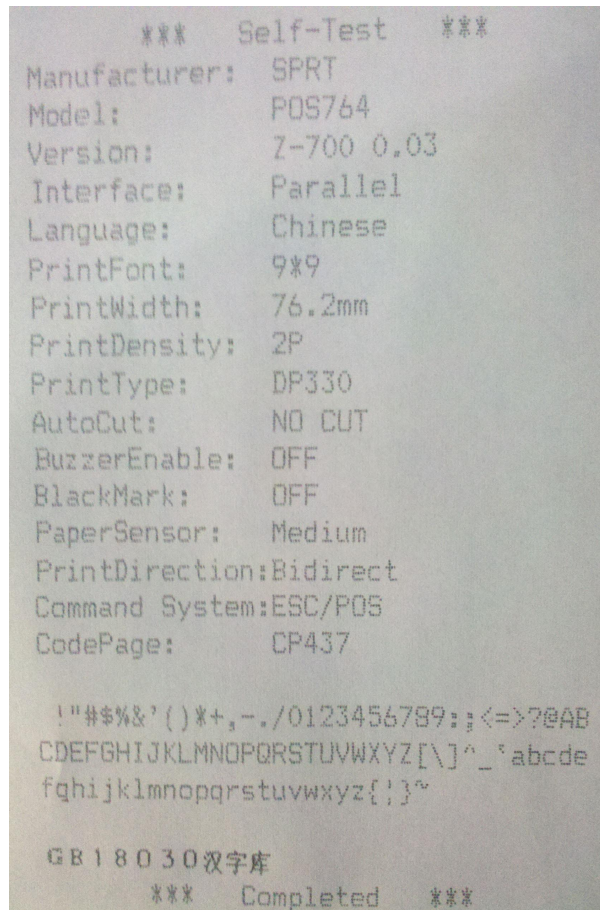 *** Self-Test ***
Manufacturer: SPRT
Model: POS764
Version: Z-700 0.03
Interface: Parallel
Language: Chinese
PrintFont: 9*9
PrintWidth: 76.2mm
PrintDensity: 2P
PrintType: DP330
AutoCut: NO CUT
BuzzerEnable: OFF
BlackMark: OFF
PaperSensor: Medium
PrintDirection:Bidirect
Command System:ESC/POS
CodePage: CP437
!"#$%&'()*+,-./0123456789:;<=>?@AB
CDEFGHIJKLMNOPQRSTUVWXYZ[\]^_`abcde
fghijklmnopqrstuvwxyz{¦}~
GB18030汉字库
*** Completed ***